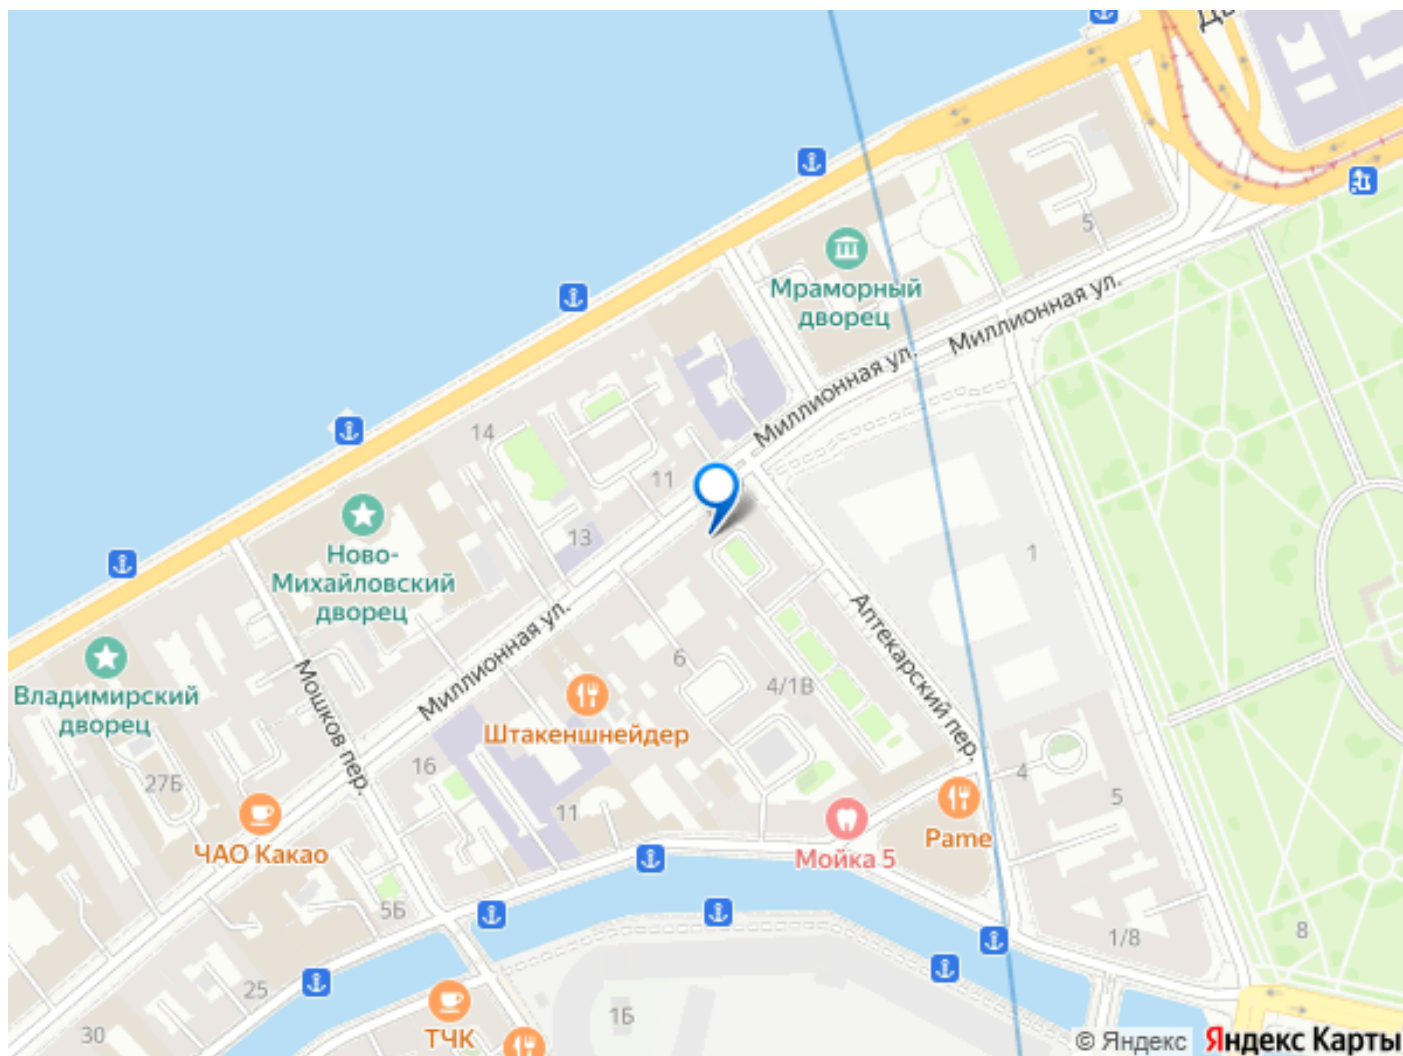 5
Мраморный
дворец
Миллионная ул.
Миллионная ул.
14
11
13
Ново-
Михайловский
дворец
1
Миллионная ул.
Аптекарский пер.
6
4/1В
Владимирский
дворец
Мошков пер.
Штакеншнейдер
16
27Б
11
4
5
ЧАО Какао
Мойка 5
Pame
5Б
1/8
8
25
1Б
30
ТЧК
© Яндекс Яндекс Карты